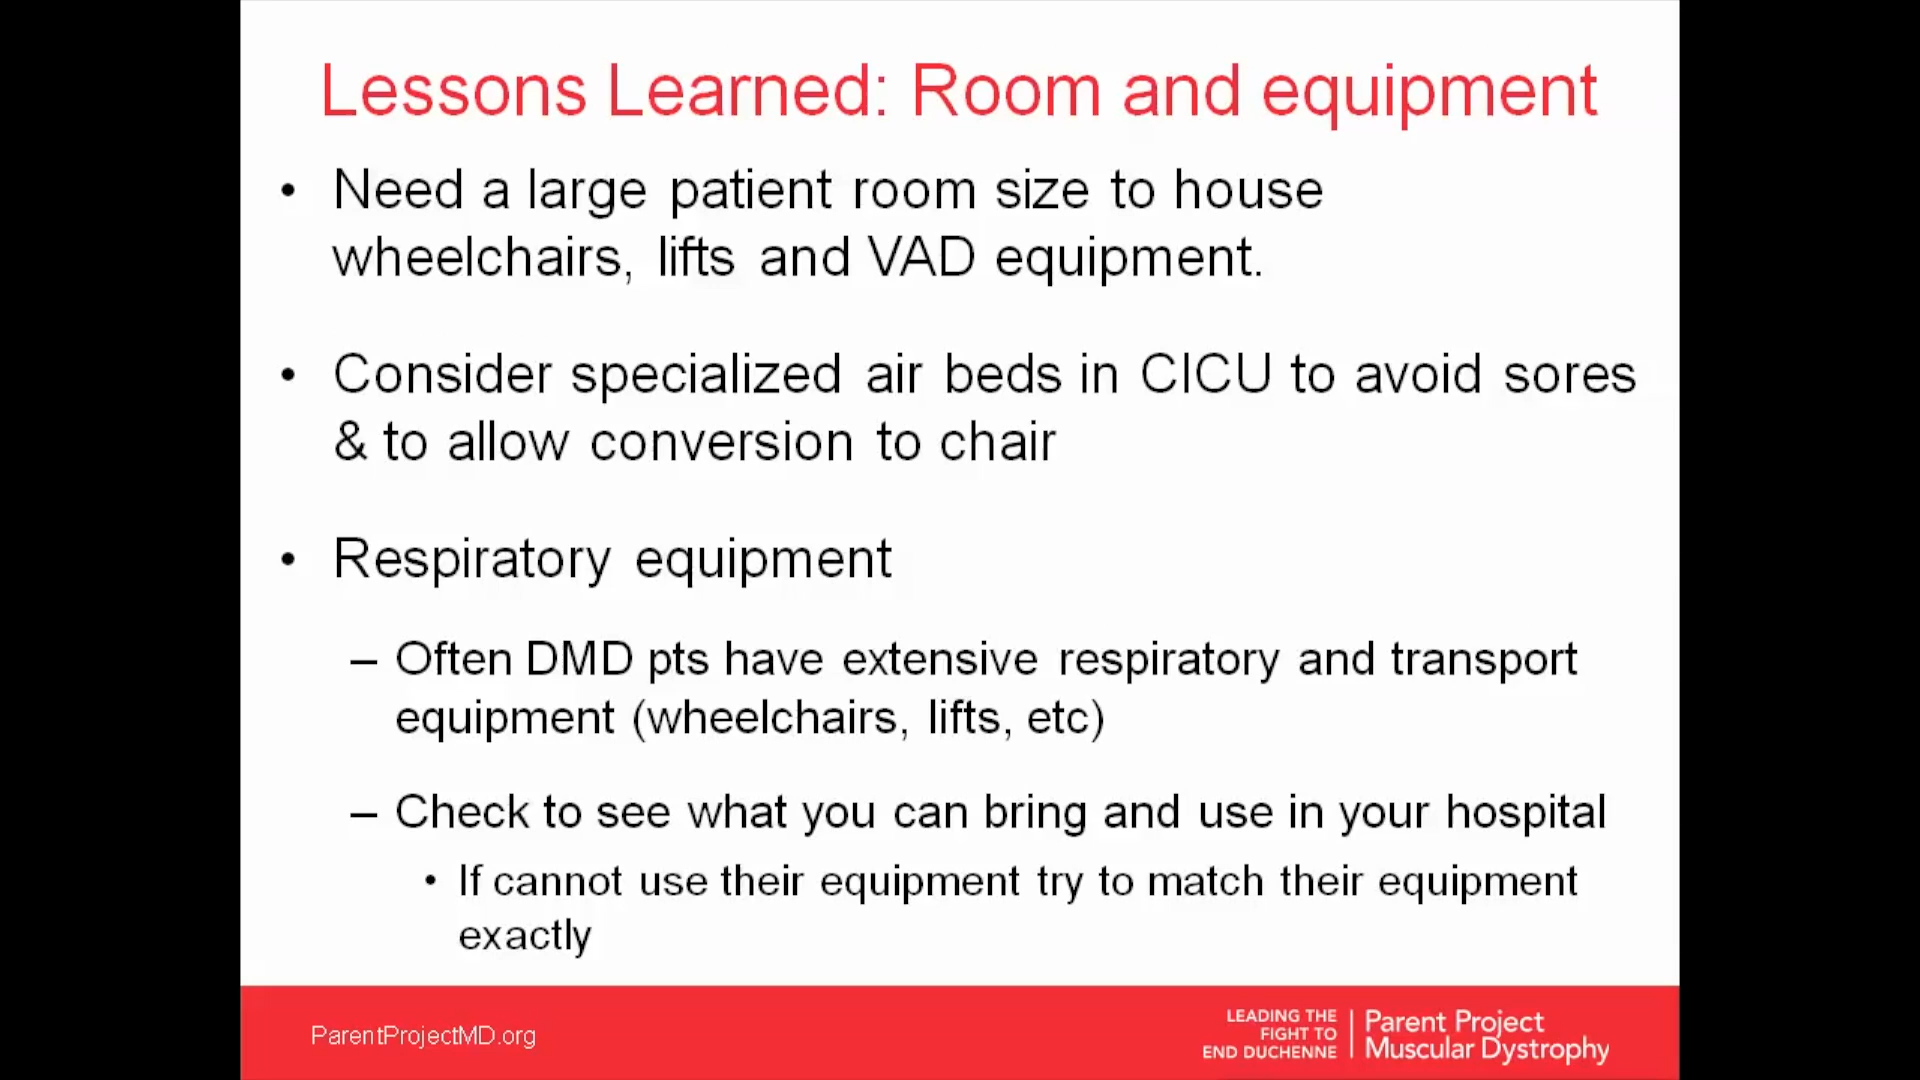 Lessons Learned: Room and equipment
• Need a large patient room size to house
wheelchairs, lifts and VAD equipment.
• Consider specialized air beds in CICU to avoid sores
& to allow conversion to chair
• Respiratory equipment
– Often DMD pts have extensive respiratory and transport
equipment (wheelchairs, lifts, etc)
– Check to see what you can bring and use in your hospital
• If cannot use their equipment try to match their equipment
exactly
ParentProjectMD.org
LEADING THE
FIGHT TO
END DUCHENNE
Parent Project
Muscular Dystrophy